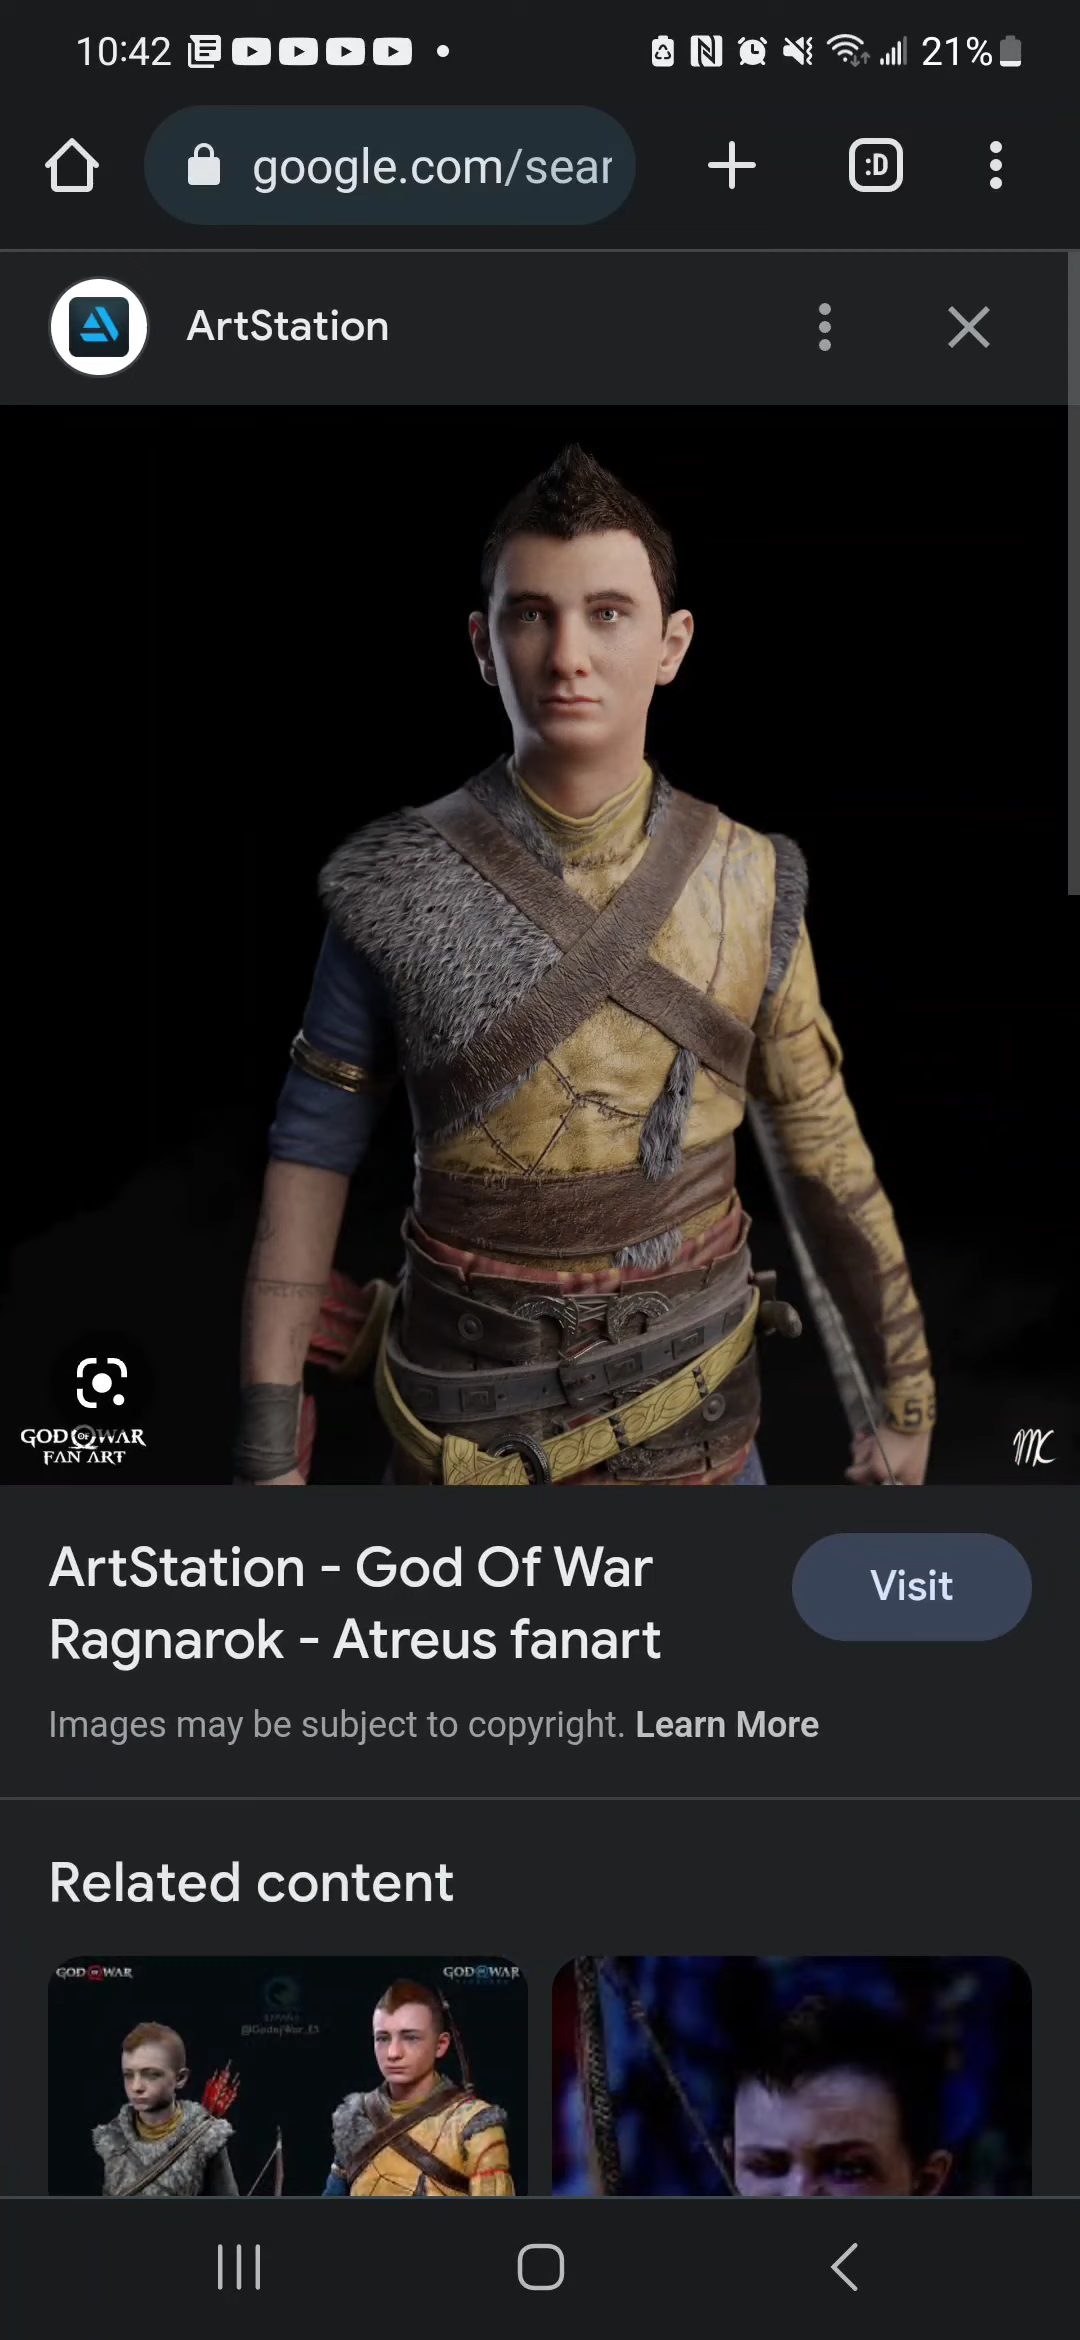 10:42
21%
google.com/sear
:D
ArtStation
GOD OF WAR
FAN ART
MC
ArtStation - God Of War
Ragnarok - Atreus fanart
Visit
Images may be subject to copyright. Learn More
Related content
GOD OF WAR
GOD OF WAR